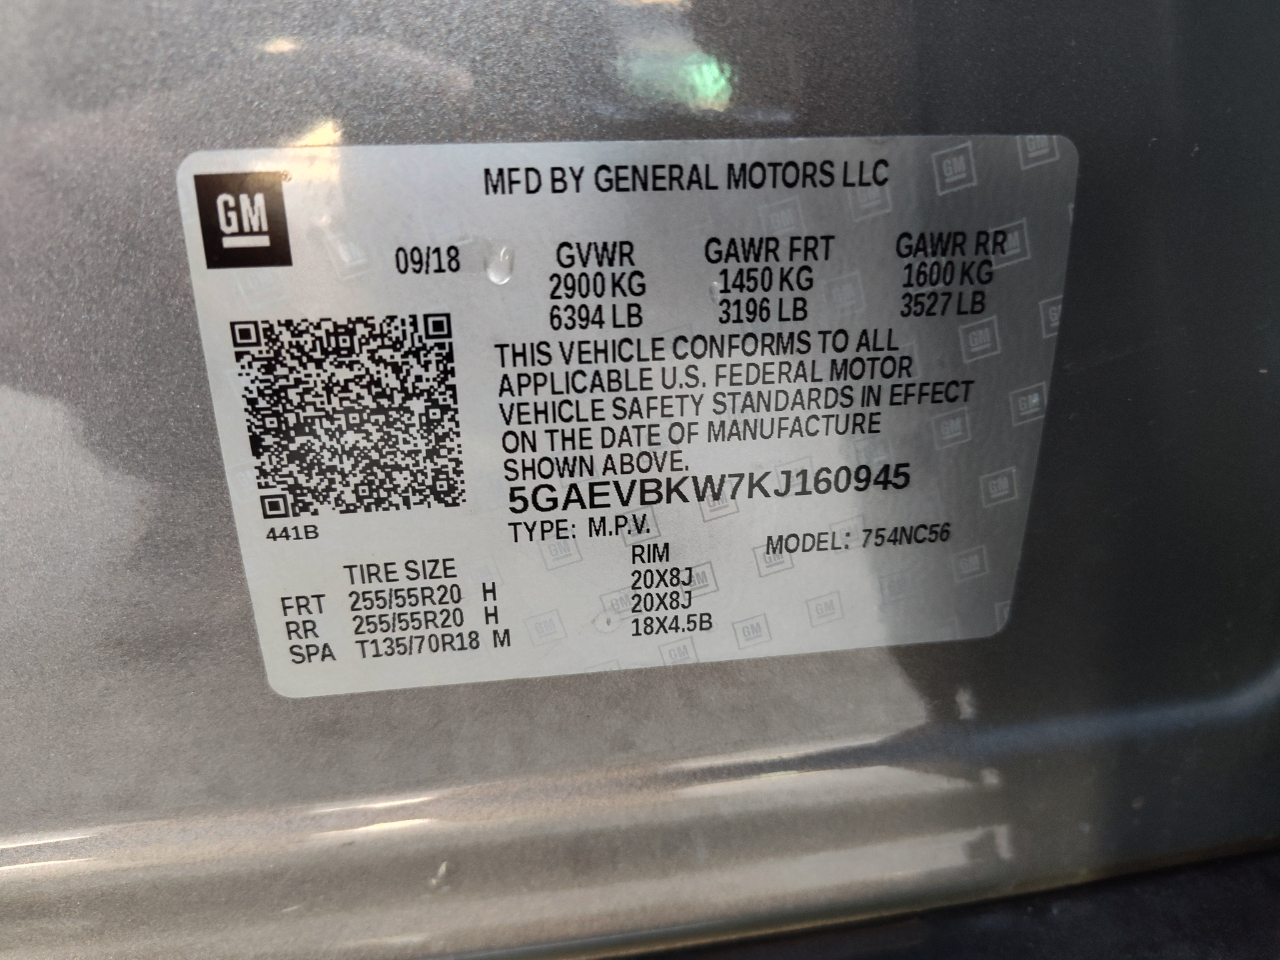 GM
MFD BY GENERAL MOTORS LLC
09/18 GVWR GAWR FRT GAWR RR
2900 KG 1450 KG 1600 KG
6394 LB 3196 LB 3527 LB
THIS VEHICLE CONFORMS TO ALL
APPLICABLE U.S. FEDERAL MOTOR
VEHICLE SAFETY STANDARDS IN EFFECT
ON THE DATE OF MANUFACTURE
SHOWN ABOVE.
5GAEVBKW7KJ160945
441B
TYPE: M.P.V. MODEL: 754NC56
TIRE SIZE RIM
FRT 255/55R20 H 20X8J
RR 255/55R20 H 20X8J
SPA T135/70R18 M 18X4.5B